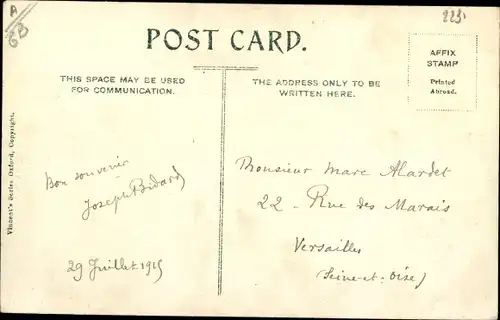 A
GB
223
POST CARD.
THIS SPACE MAY BE USED
FOR COMMUNICATION.
THE ADDRESS ONLY TO BE
WRITTEN HERE.
AFFIX
STAMP
Printed
Abroad.
Vincent's Series Oxford, Copyright.
Bon souvenir
Joseph Bidard
29 Juillet 1915
Monsieur Marc Alardet
22 - Rue des Marais
Versailles
(Seine-et-Oise)